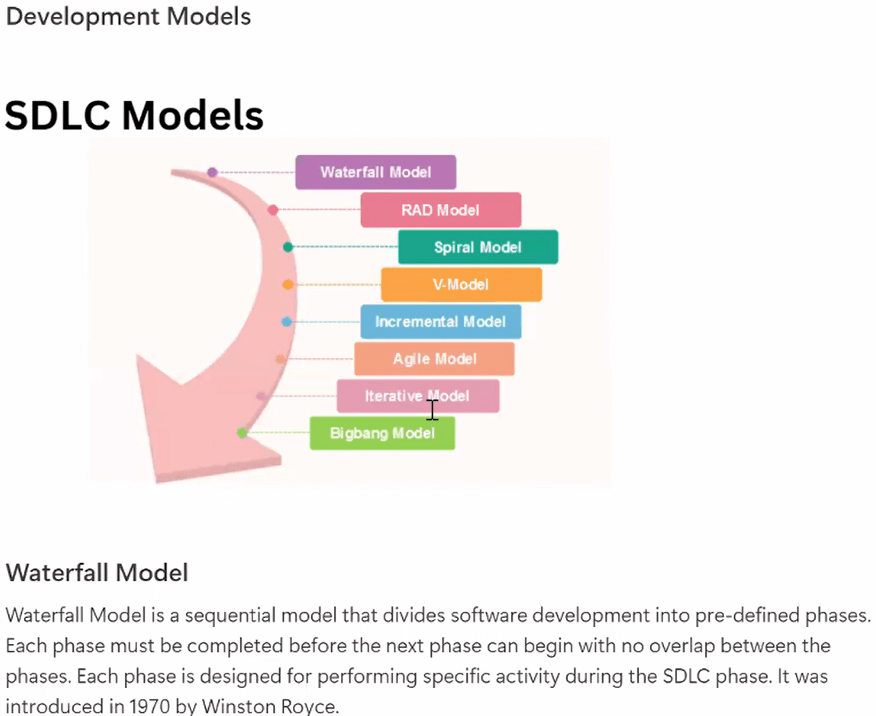 Development Models
SDLC Models
Waterfall Model
RAD Model
Spiral Model
V-Model
Incremental Model
Agile Model
Iterative Model
Bigbang Model
Waterfall Model
Waterfall Model is a sequential model that divides software development into pre-defined phases.
Each phase must be completed before the next phase can begin with no overlap between the
phases. Each phase is designed for performing specific activity during the SDLC phase. It was
introduced in 1970 by Winston Royce.